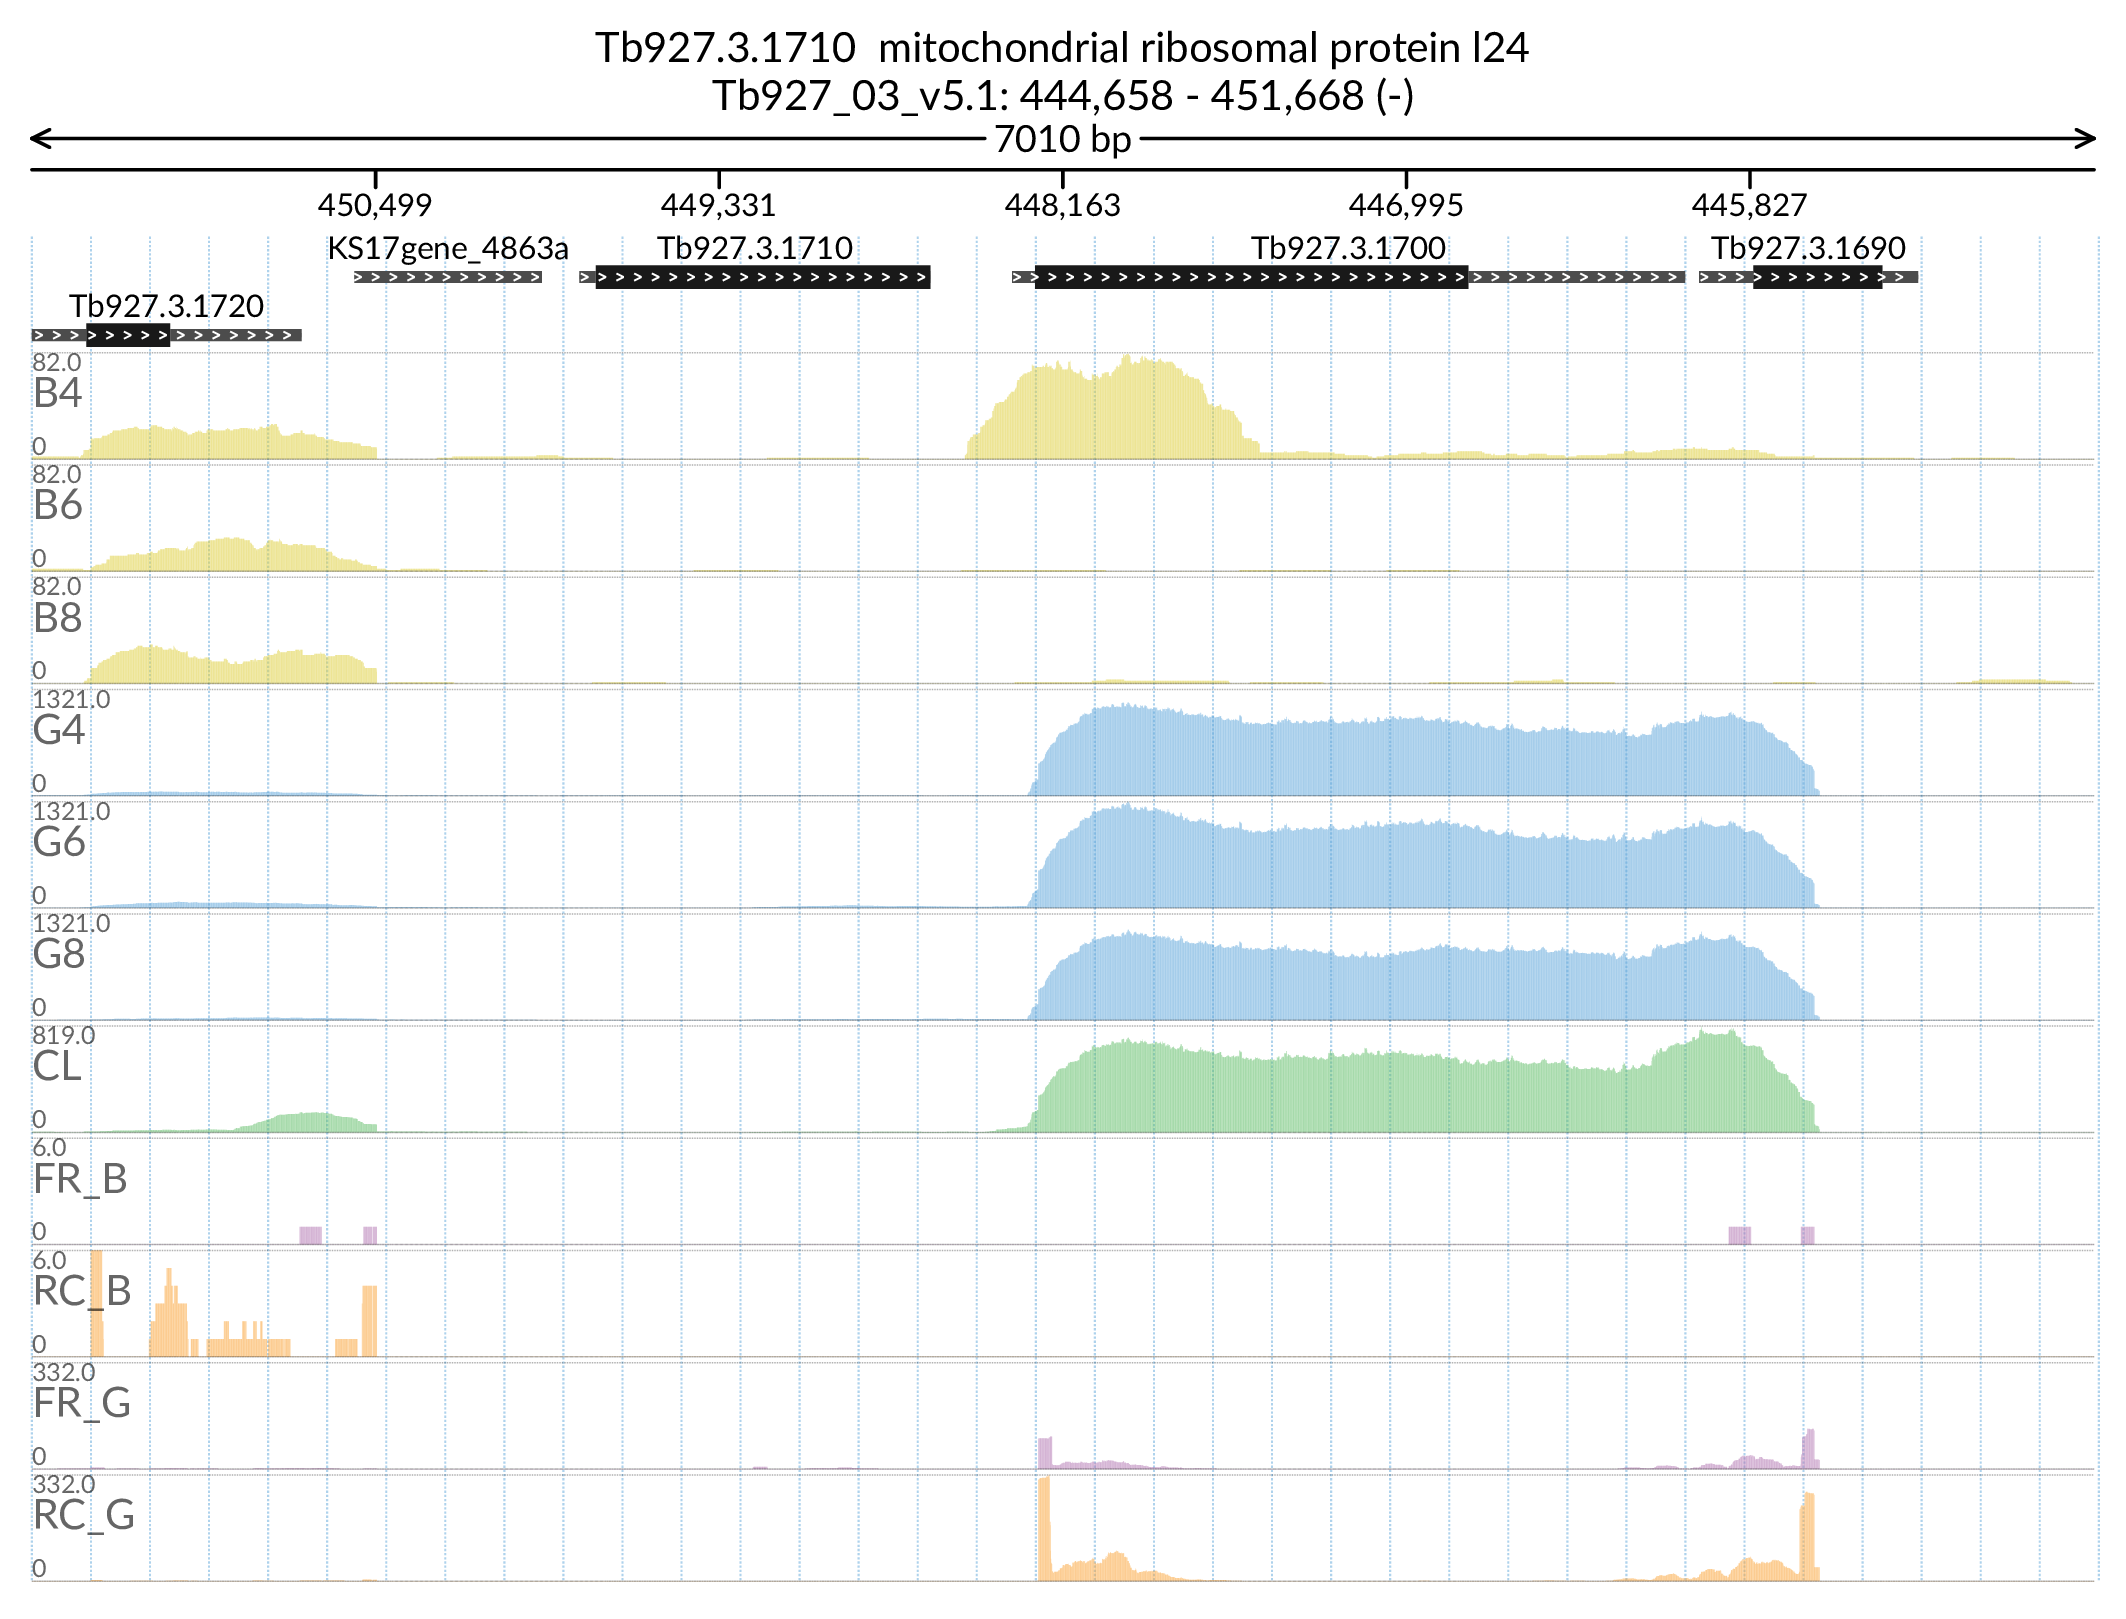 Tb927.3.1710 mitochondrial ribosomal protein l24
Tb927_03_v5.1: 444,658 - 451,668 (-)
7010 bp
450,499 449,331 448,163 446,995 445,827
KS17gene_4863a Tb927.3.1710 Tb927.3.1700 Tb927.3.1690
Tb927.3.1720
82.0
B4
0
82.0
B6
0
82.0
B8
0
1321.0
G4
0
1321.0
G6
0
1321.0
G8
0
819.0
CL
0
6.0
FR_B
0
6.0
RC_B
0
332.0
FR_G
0
332.0
RC_G
0